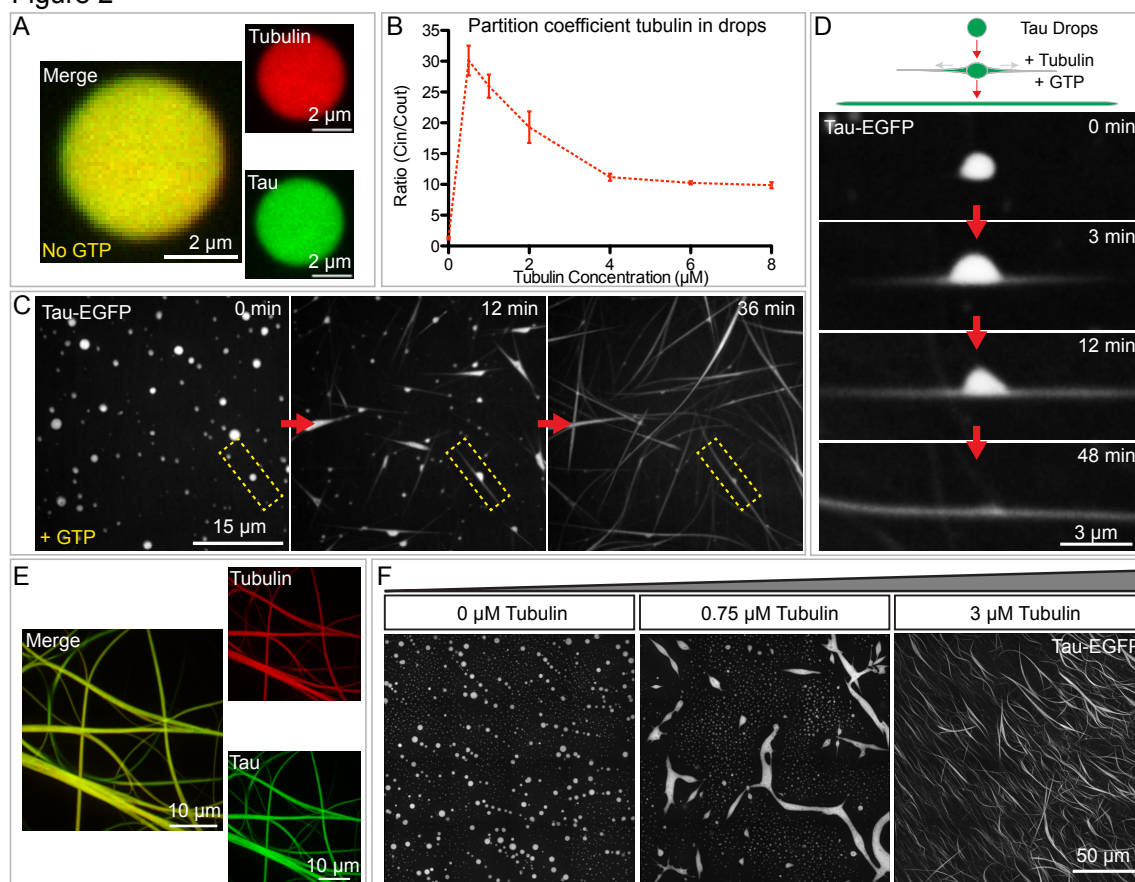 Figure 2
A
Merge
No GTP
2 µm
Tubulin
2 µm
Tau
2 µm
B
Partition coefficient tubulin in drops
Ratio (Cin/Cout)
35
30
25
20
15
10
5
0
0 2 4 6 8
Tubulin Concentration (µM)
C
Tau-EGFP
0 min
12 min
36 min
+ GTP
15 µm
D
Tau Drops
+ Tubulin
+ GTP
Tau-EGFP
0 min
3 min
12 min
48 min
3 µm
E
Merge
10 µm
Tubulin
Tau
10 µm
F
0 µM Tubulin
0.75 µM Tubulin
3 µM Tubulin
Tau-EGFP
50 µm